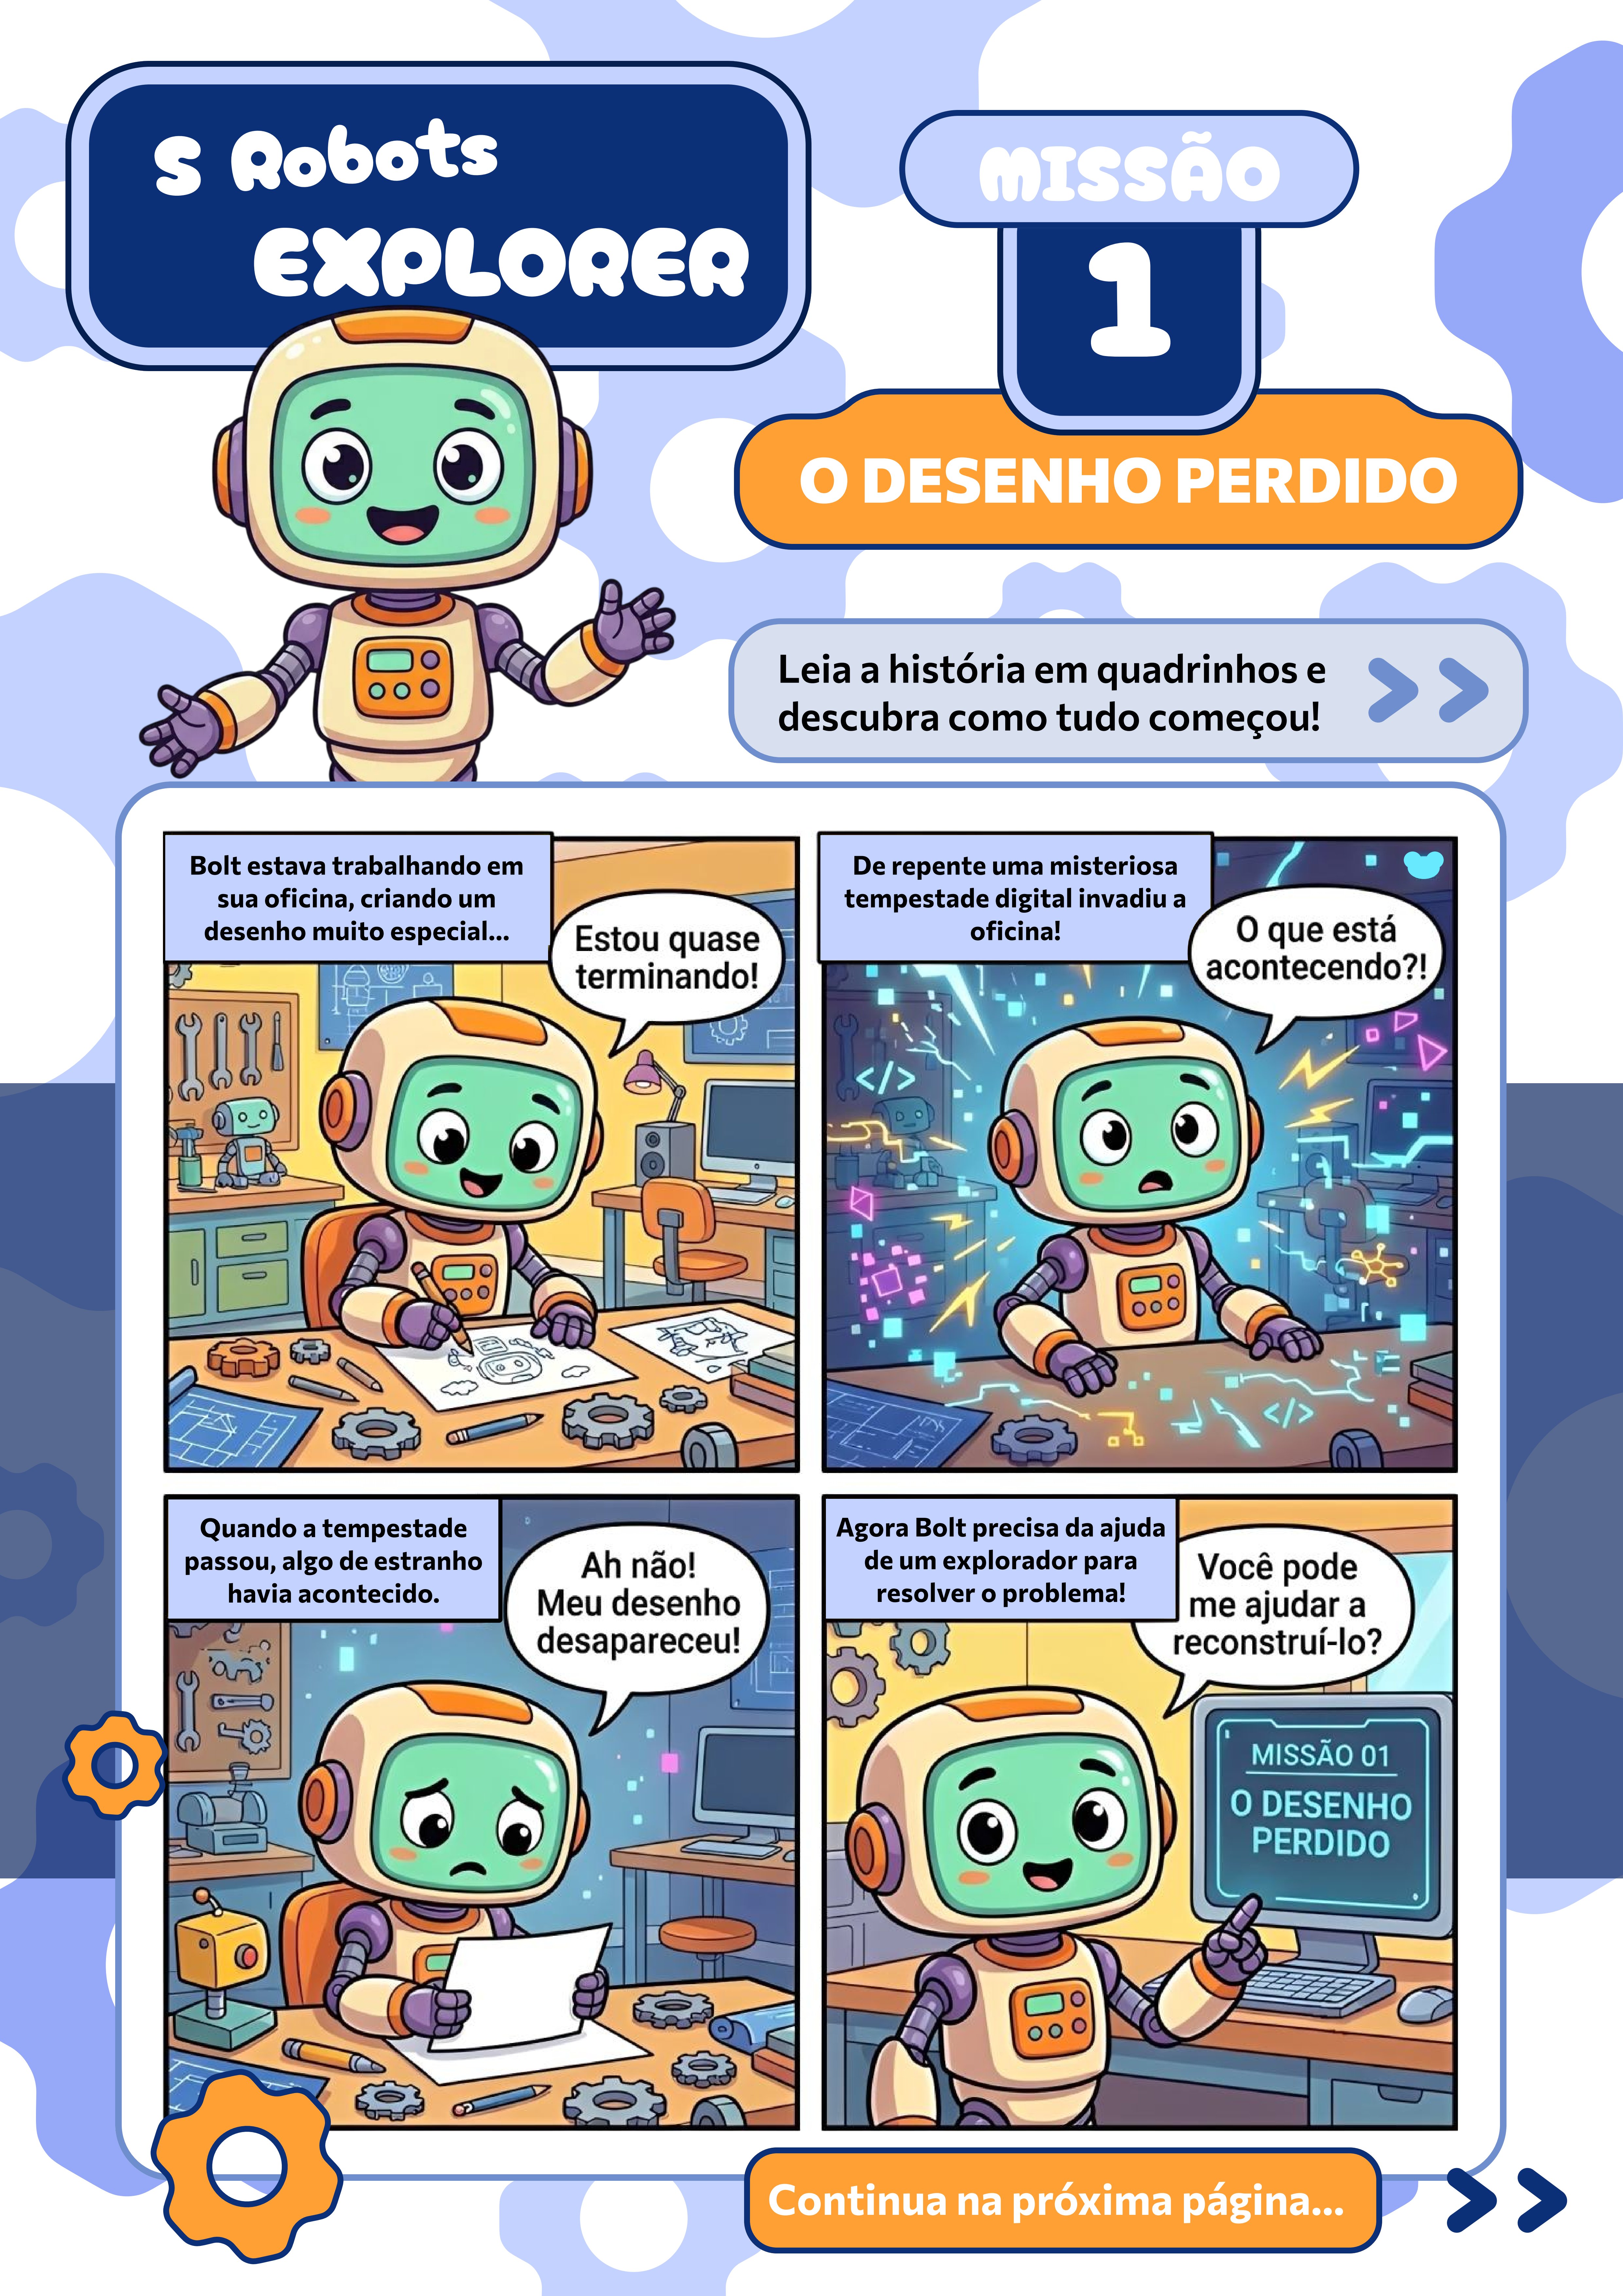 S Robots
EXPLORER
MISSÃO
1
O DESENHO PERDIDO
Leia a história em quadrinhos e
descubra como tudo começou!
Bolt estava trabalhando em
sua oficina, criando um
desenho muito especial...
Estou quase
terminando!
De repente uma misteriosa
tempestade digital invadiu a
oficina!
O que está
acontecendo?!
</>
</>
Quando a tempestade
passou, algo de estranho
havia acontecido.
Ah não!
Meu desenho
desapareceu!
Agora Bolt precisa da ajuda
de um explorador para
resolver o problema!
Você pode
me ajudar a
reconstruí-lo?
MISSÃO 01
O DESENHO
PERDIDO
Continua na próxima página...